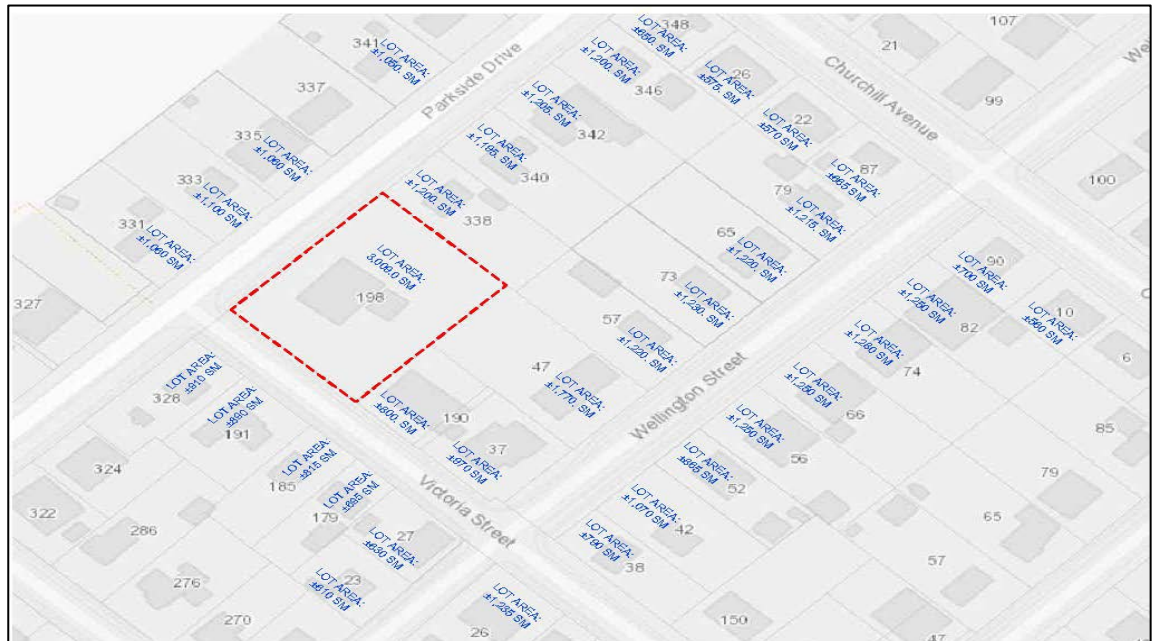 348
107
341
LOT AREA:
±1,050. SM
LOT AREA:
±650. SM
21
LOT AREA:
±1,200. SM
Parkside Drive
Churchill Avenue
337
LOT AREA:
±575. SM
26
346
99
LOT AREA:
±1,205. SM
342
LOT AREA:
±570 SM
22
335
LOT AREA:
±1,060 SM
LOT AREA:
±1,195. SM
340
LOT AREA:
±665 SM
87
100
333
LOT AREA:
±1,100 SM
LOT AREA:
±1,200. SM
338
79
LOT AREA:
±1,215. SM
331
LOT AREA:
±1,060 SM
65
LOT AREA:
±1,220. SM
LOT AREA:
3,009.0 SM
198
73
LOT AREA:
±1,230. SM
90
LOT AREA:
±700 SM
327
LOT AREA:
±1,250 SM
82
10
LOT AREA:
±560 SM
57
LOT AREA:
±1,220. SM
6
LOT AREA:
±1,280 SM
74
47
LOT AREA:
±1,770. SM
Wellington Street
LOT AREA:
±910 SM
328
LOT AREA:
±1,250 SM
66
LOT AREA:
±800. SM
190
LOT AREA:
±880 SM
191
LOT AREA:
±1,250 SM
56
85
LOT AREA:
±970 SM
37
LOT AREA:
±815 SM
185
LOT AREA:
±865 SM
52
324
79
Victoria Street
LOT AREA:
±895 SM
179
LOT AREA:
±1,070 SM
42
322
286
65
LOT AREA:
±630 SM
27
LOT AREA:
±790 SM
38
57
276
LOT AREA:
±610 SM
23
LOT AREA:
±1,235 SM
26
270
150
47